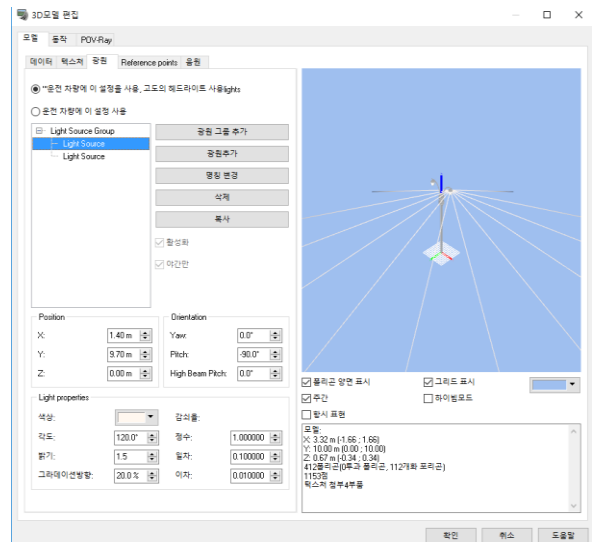 3D모델 편집
모델 동작 POV-Ray
데이터 텍스처 광원 Reference points 음원
"운전 차량에 이 설정을 사용, 고도의 헤드라이트 사용lights
운전 차량에 이 설정 사용
Light Source Group
Light Source
Light Source
광원 그룹 추가
광원추가
명칭 변경
삭제
복사
활성화
야간만
Position
X: 1.40 m
Y: 9.70 m
Z: 0.00 m
Orientation
Yaw: 0.0°
Pitch: -90.0°
High Beam Pitch: 0.0°
Light properties
색상: 감쇠율:
각도: 120.0° 정수: 1.000000
밝기: 1.5 일차: 0.100000
그라데이션방향: 20.0 % 이차: 0.010000
폴리곤 양면 표시 그리드 표시
주간 하이빔모드
항시 표현
모델:
X: 3.32 m (-1.66 ; 1.66)
Y: 10.00 m (0.00 ; 10.00)
Z: 0.67 m (-0.34 ; 0.34)
412폴리곤(0투과 폴리곤, 112개화 포리곤)
1153점
텍스처 첨부4부품
확인 취소 도움말